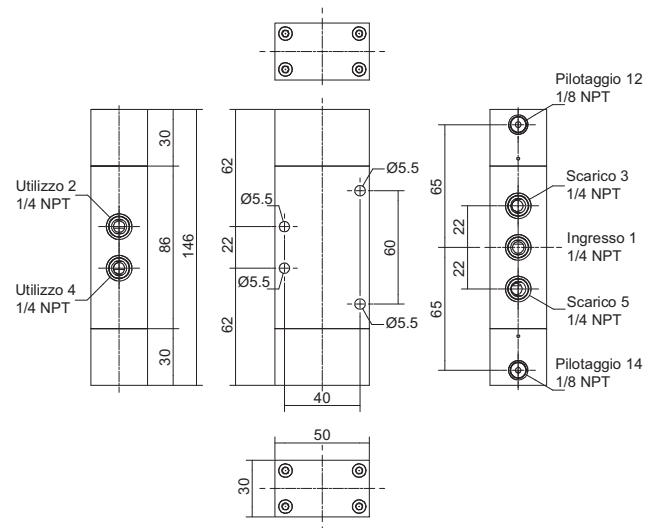 Utilizzo 2
1/4 NPT
Utilizzo 4
1/4 NPT
30
86
30
146
62
22
62
Ø5.5
Ø5.5
Ø5.5
Ø5.5
60
40
50
30
65
65
22
22
Pilotaggio 12
1/8 NPT
Scarico 3
1/4 NPT
Ingresso 1
1/4 NPT
Scarico 5
1/4 NPT
Pilotaggio 14
1/8 NPT